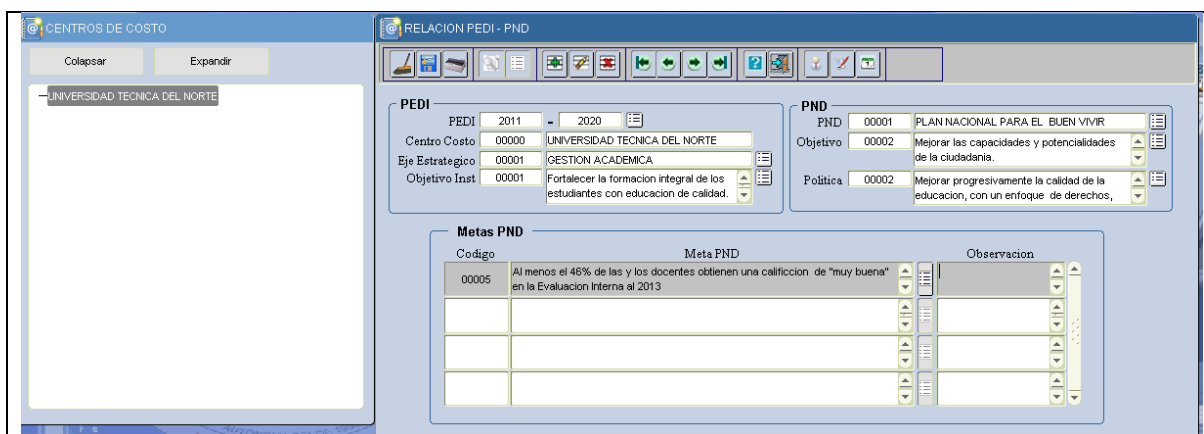 CENTROS DE COSTO
Colapsar Expandir
UNIVERSIDAD TECNICA DEL NORTE
RELACION PEDI - PND
PEDI
PEDI 2011 - 2020
Centro Costo 00000 UNIVERSIDAD TECNICA DEL NORTE
Eje Estrategico 00001 GESTION ACADEMICA
Objetivo Inst 00001 Fortalecer la formacion integral de los
estudiantes con educacion de calidad.
PND
PND 00001 PLAN NACIONAL PARA EL BUEN VIVIR
Objetivo 00002 Mejorar las capacidades y potencialidades
de la ciudadania.
Politica 00002 Mejorar progresivamente la calidad de la
educacion, con un enfoque de derechos,
Metas PND
Codigo Meta PND Observacion
00005 Al menos el 46% de las y los docentes obtienen una calificcion de "muy buena"
en la Evaluacion Interna al 2013